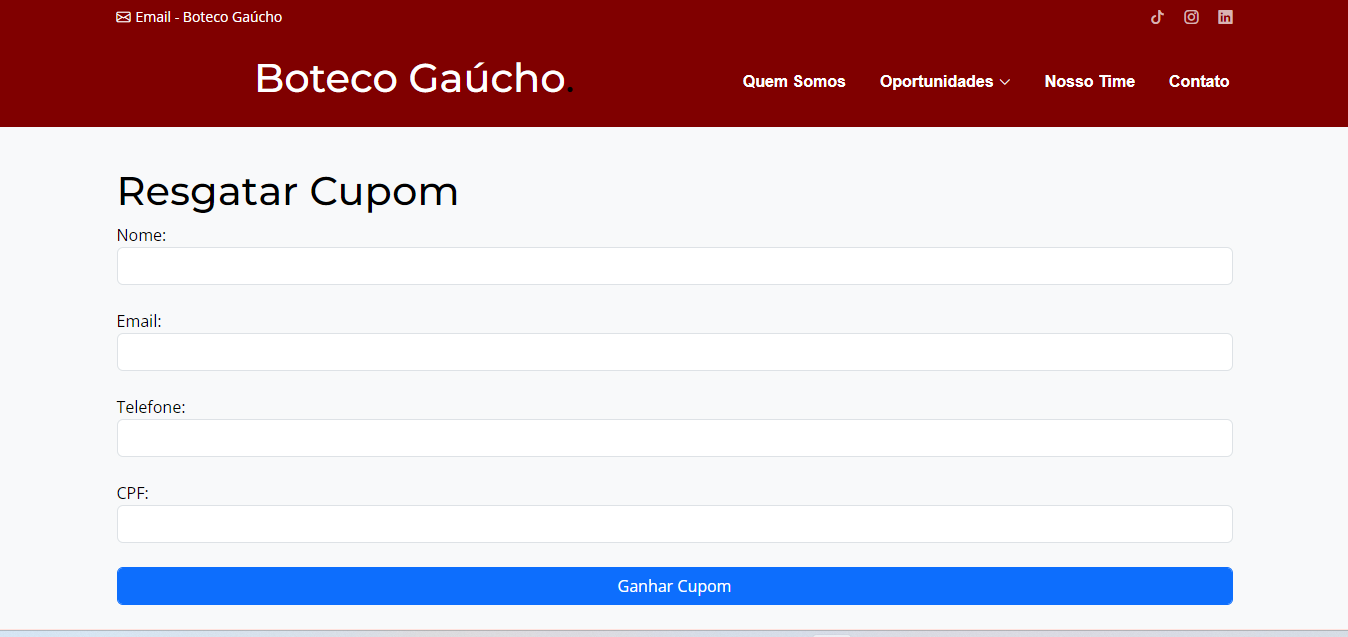 Email - Boteco Gaúcho
Boteco Gaúcho.
Quem Somos Oportunidades Nosso Time Contato
Resgatar Cupom
Nome:
Email:
Telefone:
CPF:
Ganhar Cupom